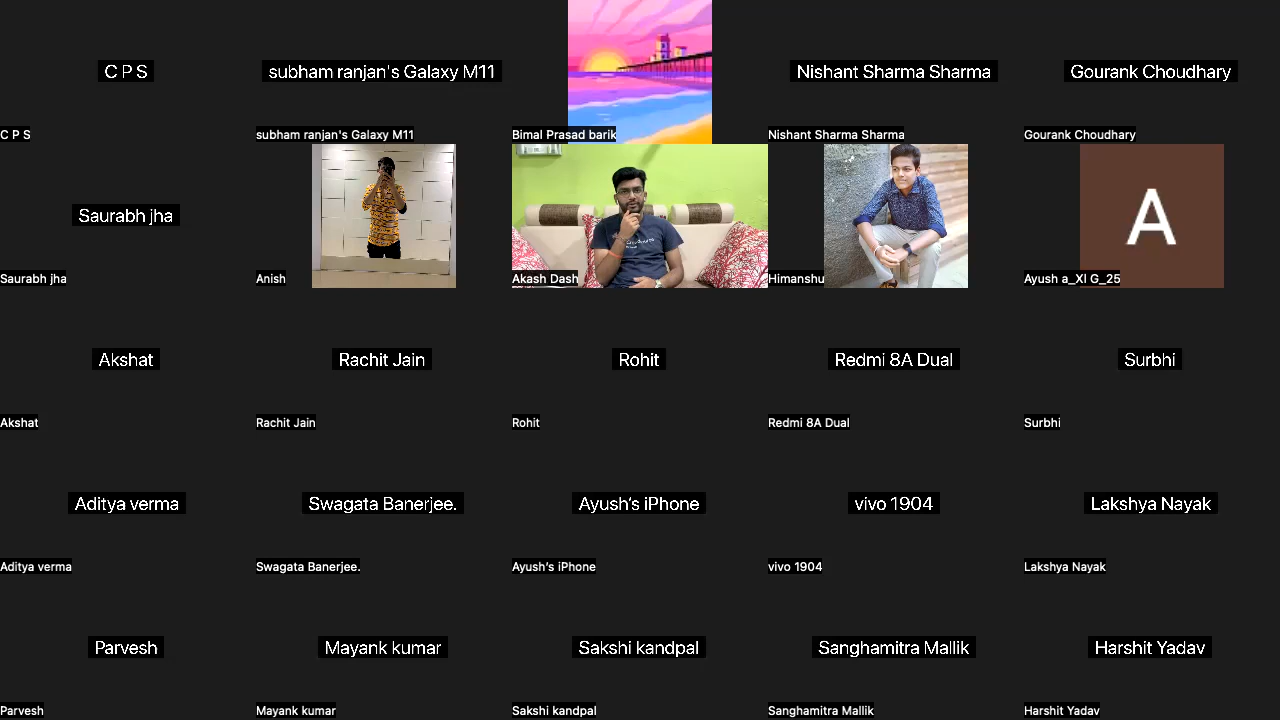 C P S
subham ranjan's Galaxy M11
Nishant Sharma Sharma
Gourank Choudhary
C P S
subham ranjan's Galaxy M11
Bimal Prasad barik
Nishant Sharma Sharma
Gourank Choudhary
Saurabh jha
A
Saurabh jha
Anish
Akash Dash
Himanshu
Ayush a_XI G_25
Akshat
Rachit Jain
Rohit
Redmi 8A Dual
Surbhi
Akshat
Rachit Jain
Rohit
Redmi 8A Dual
Surbhi
Aditya verma
Swagata Banerjee.
Ayush’s iPhone
vivo 1904
Lakshya Nayak
Aditya verma
Swagata Banerjee.
Ayush’s iPhone
vivo 1904
Lakshya Nayak
Parvesh
Mayank kumar
Sakshi kandpal
Sanghamitra Mallik
Harshit Yadav
Parvesh
Mayank kumar
Sakshi kandpal
Sanghamitra Mallik
Harshit Yadav